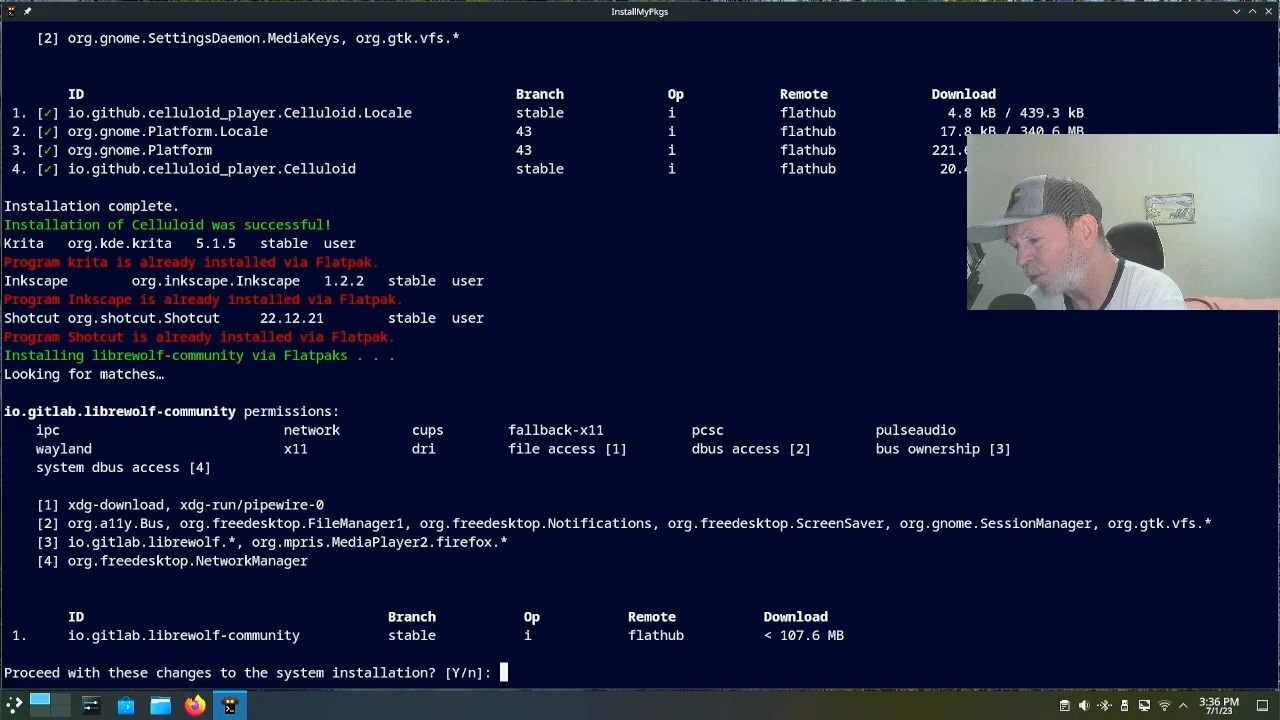 InstallMyPkgs
[2] org.gnome.SettingsDaemon.MediaKeys, org.gtk.vfs.*
ID Branch Op Remote Download
1. [✓] io.github.celluloid_player.Celluloid.Locale stable i flathub 4.8 kB / 439.3 kB
2. [✓] org.gnome.Platform.Locale 43 i flathub 17.8 kB / 340.6 MB
3. [✓] org.gnome.Platform 43 i flathub
4. [✓] io.github.celluloid_player.Celluloid stable i flathub
Installation complete.
Installation of Celluloid was successful!
Krita org.kde.krita 5.1.5 stable user
Program krita is already installed via Flatpak.
Inkscape org.inkscape.Inkscape 1.2.2 stable user
Program Inkscape is already installed via Flatpak.
Shotcut org.shotcut.Shotcut 22.12.21 stable user
Program Shotcut is already installed via Flatpak.
Installing librewolf-community via Flatpaks . . .
Looking for matches…
io.gitlab.librewolf-community permissions:
ipc network cups fallback-x11 pcsc pulseaudio
wayland x11 dri file access [1] dbus access [2] bus ownership [3]
system dbus access [4]
[1] xdg-download, xdg-run/pipewire-0
[2] org.a11y.Bus, org.freedesktop.FileManager1, org.freedesktop.Notifications, org.freedesktop.ScreenSaver, org.gnome.SessionManager, org.gtk.vfs.*
[3] io.gitlab.librewolf.*, org.mpris.MediaPlayer2.firefox.*
[4] org.freedesktop.NetworkManager
ID Branch Op Remote Download
1. io.gitlab.librewolf-community stable i flathub < 107.6 MB
Proceed with these changes to the system installation? [Y/n]:
3:36 PM
7/1/23